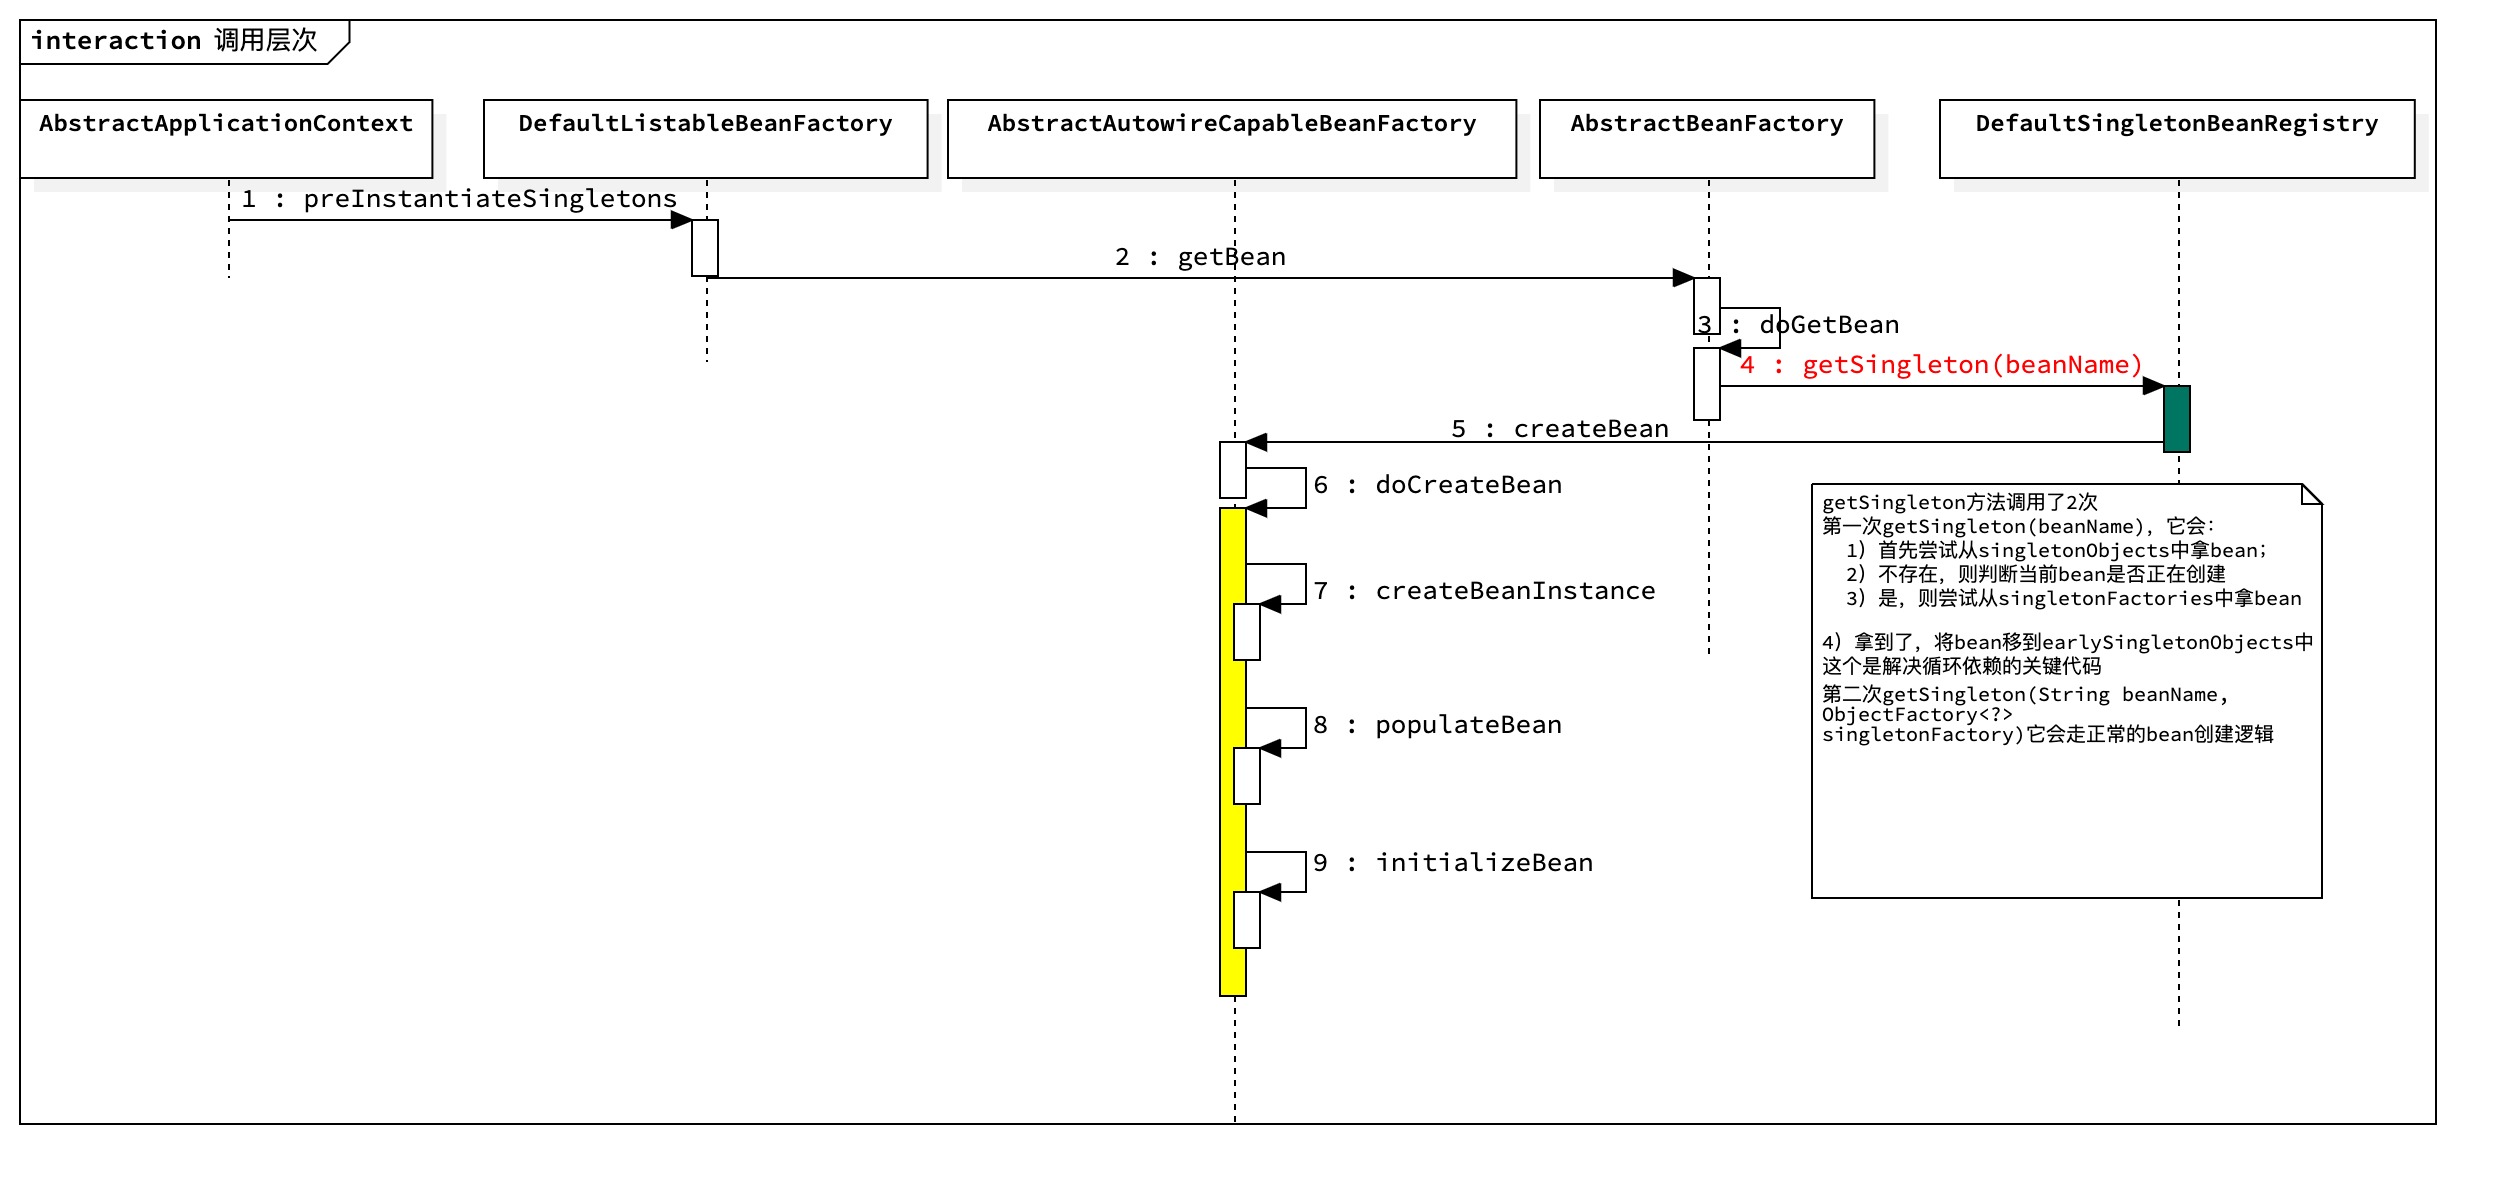 interaction 调用层次
AbstractApplicationContext
DefaultListableBeanFactory
AbstractAutowireCapableBeanFactory
AbstractBeanFactory
DefaultSingletonBeanRegistry
1 : preInstantiateSingletons
2 : getBean
3 : doGetBean
4 : getSingleton(beanName)
5 : createBean
6 : doCreateBean
7 : createBeanInstance
8 : populateBean
9 : initializeBean
getSingleton方法调用了2次
第一次getSingleton(beanName)，它会：
1）首先尝试从singletonObjects中拿bean；
2）不存在，则判断当前bean是否正在创建
3）是，则尝试从singletonFactories中拿bean
4）拿到了，将bean移到earlySingletonObjects中
这个是解决循环依赖的关键代码
第二次getSingleton(String beanName,
ObjectFactory<?>
singletonFactory)它会走正常的bean创建逻辑